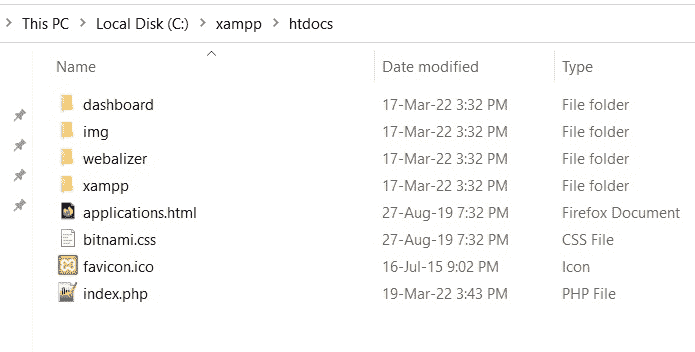 This PC > Local Disk (C:) > xampp > htdocs
Name Date modified Type
dashboard 17-Mar-22 3:32 PM File folder
img 17-Mar-22 3:32 PM File folder
webalizer 17-Mar-22 3:32 PM File folder
xampp 17-Mar-22 3:32 PM File folder
applications.html 27-Aug-19 7:32 PM Firefox Document
bitnami.css 27-Aug-19 7:32 PM CSS File
favicon.ico 16-Jul-15 9:02 PM Icon
index.php 19-Mar-22 3:43 PM PHP File